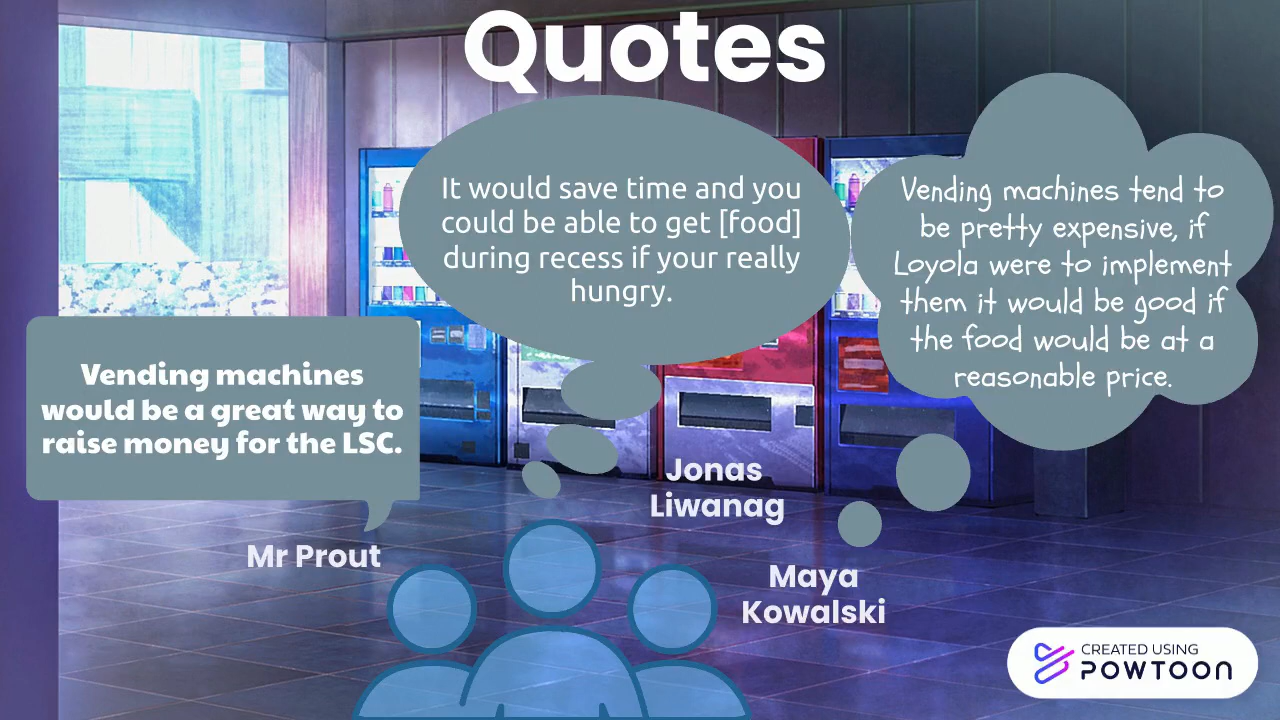 Quotes
It would save time and you
could be able to get [food]
during recess if your really
hungry.
Vending machines tend to
be pretty expensive, if
Loyola were to implement
them it would be good if
the food would be at a
reasonable price.
Vending machines
would be a great way to
raise money for the LSC.
Jonas
Liwanag
Mr Prout
Maya
Kowalski
CREATED USING
POWTOON